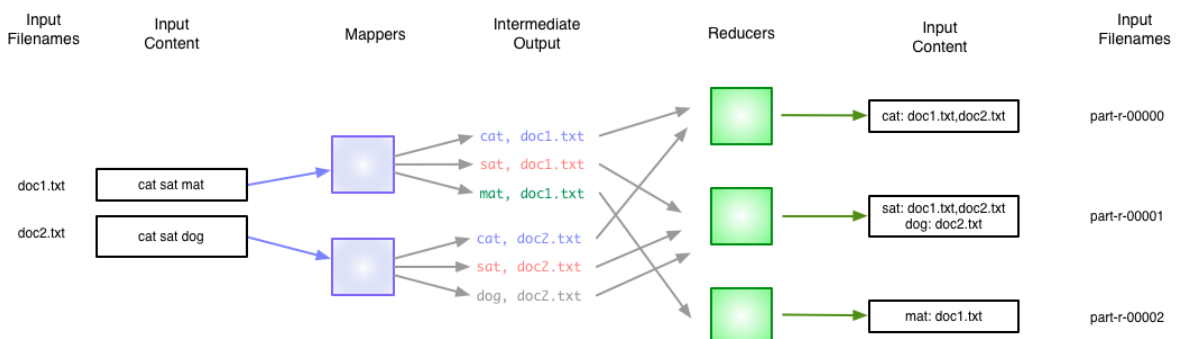 Input
Filenames
Input
Content
Mappers
Intermediate
Output
Reducers
Input
Content
Input
Filenames
doc1.txt
cat sat mat
doc2.txt
cat sat dog
cat, doc1.txt
sat, doc1.txt
mat, doc1.txt
cat, doc2.txt
sat, doc2.txt
dog, doc2.txt
cat: doc1.txt,doc2.txt
part-r-00000
sat: doc1.txt,doc2.txt
dog: doc2.txt
part-r-00001
mat: doc1.txt
part-r-00002